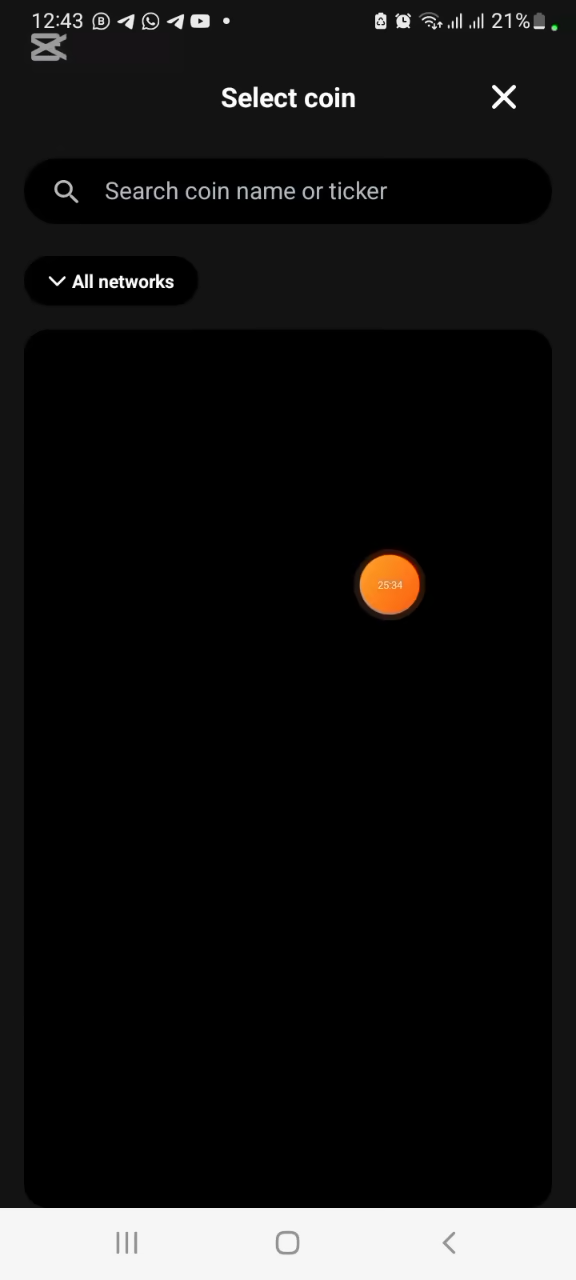 12:43
21%
Select coin
Search coin name or ticker
All networks
25:34